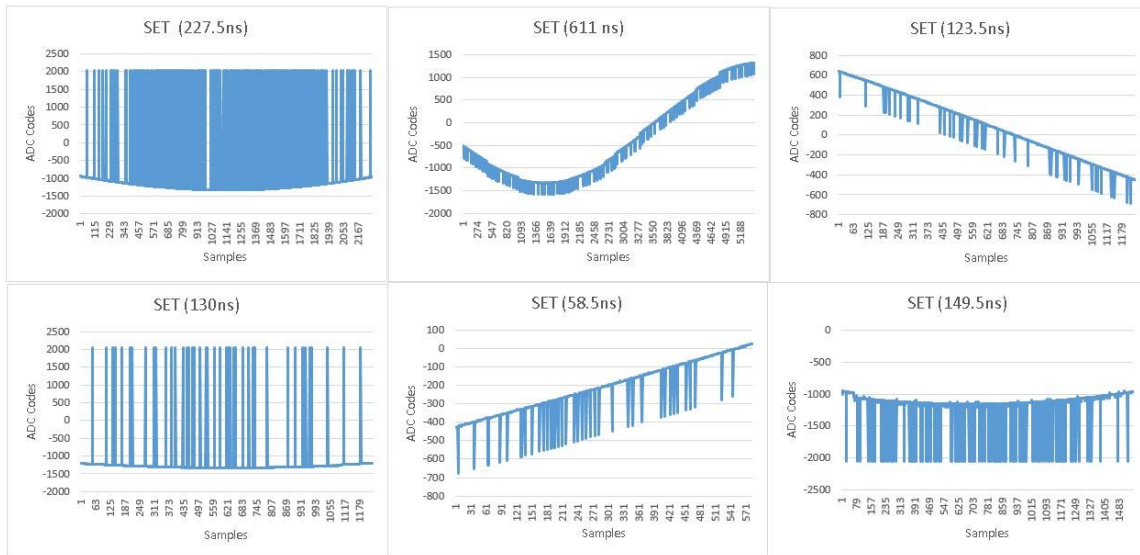 SET (227.5ns)
2500
2000
1500
1000
500
0
-500
-1000
-1500
-2000
ADC Codes
1 115 229 343 457 571 685 799 913 1027 1141 1255 1369 1483 1597 1711 1825 1939 2053 2167
Samples
SET (611 ns)
1500
1000
500
0
-500
-1000
-1500
-2000
ADC Codes
1 274 547 820 1093 1366 1639 1912 2185 2458 2731 3004 3277 3550 3823 4096 4369 4642 4915 5188
Samples
SET (123.5ns)
800
600
400
200
0
-200
-400
-600
-800
ADC Codes
1 63 125 187 249 311 373 435 497 559 621 683 745 807 869 931 993 1055 1117 1179
Samples
SET (130ns)
2500
2000
1500
1000
500
0
-500
-1000
-1500
-2000
ADC Codes
1 63 125 187 249 311 373 435 497 559 621 683 745 807 869 931 993 1055 1117 1179
Samples
SET (58.5ns)
100
0
-100
-200
-300
-400
-500
-600
-700
-800
ADC Codes
1 31 61 91 121 151 181 211 241 271 301 331 361 391 421 451 481 511 541 571
Samples
SET (149.5ns)
0
-500
-1000
-1500
-2000
-2500
ADC Codes
1 79 157 235 313 391 469 547 625 703 781 859 937 1015 1093 1171 1249 1327 1405 1483
Samples